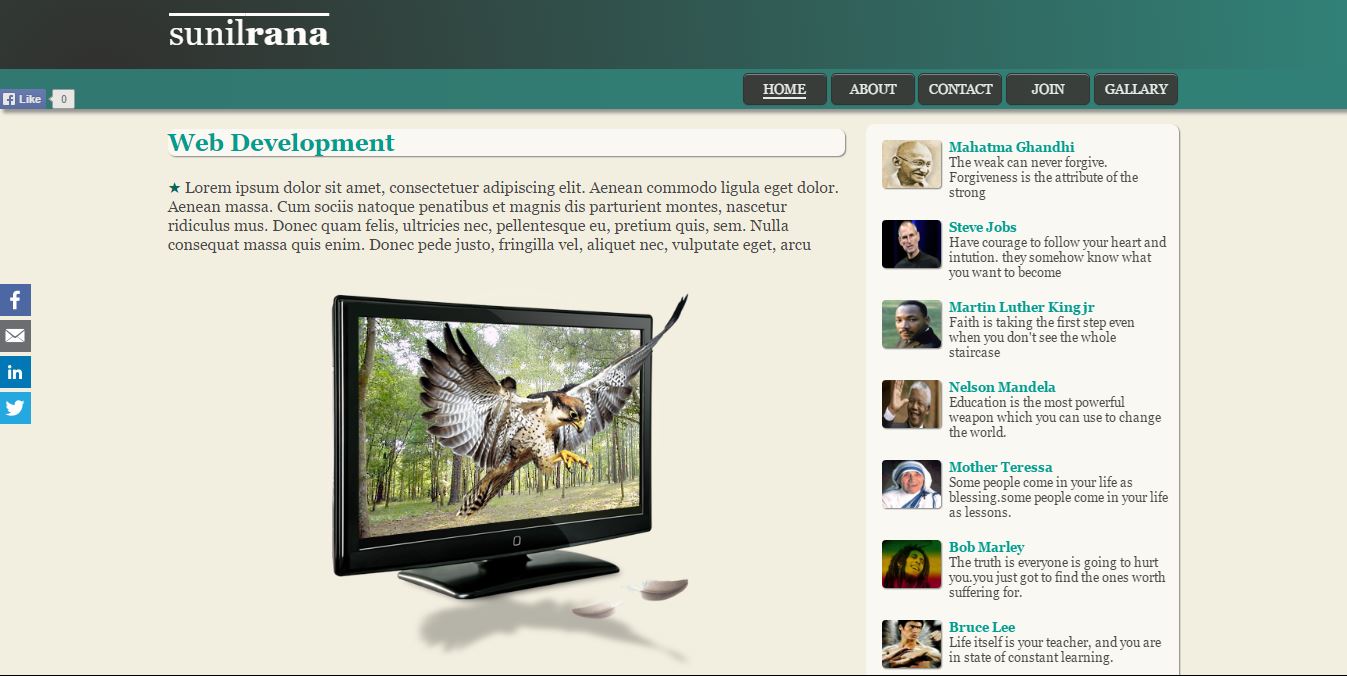 sunilrana
HOME ABOUT CONTACT JOIN GALLARY
Like 0
Web Development
★ Lorem ipsum dolor sit amet, consectetuer adipiscing elit. Aenean commodo ligula eget dolor.
Aenean massa. Cum sociis natoque penatibus et magnis dis parturient montes, nascetur
ridiculus mus. Donec quam felis, ultricies nec, pellentesque eu, pretium quis, sem. Nulla
consequat massa quis enim. Donec pede justo, fringilla vel, aliquet nec, vulputate eget, arcu
Mahatma Ghandhi
The weak can never forgive.
Forgiveness is the attribute of the
strong
Steve Jobs
Have courage to follow your heart and
intution. they somehow know what
you want to become
Martin Luther King jr
Faith is taking the first step even
when you don't see the whole
staircase
Nelson Mandela
Education is the most powerful
weapon which you can use to change
the world.
Mother Teressa
Some people come in your life as
blessing.some people come in your life
as lessons.
Bob Marley
The truth is everyone is going to hurt
you.you just got to find the ones worth
suffering for.
Bruce Lee
Life itself is your teacher, and you are
in state of constant learning.